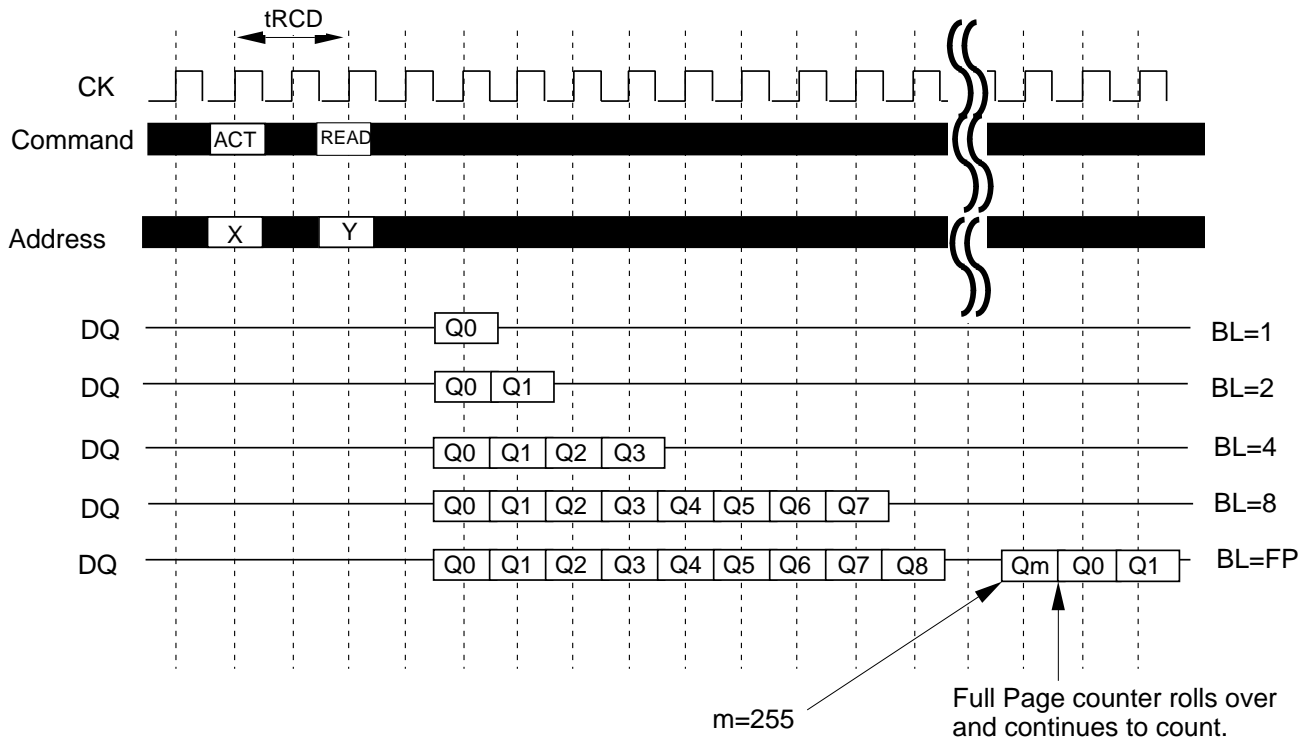 tRCD
CK
Command ACT READ
Address X Y
DQ Q0 BL=1
DQ Q0 Q1 BL=2
DQ Q0 Q1 Q2 Q3 BL=4
DQ Q0 Q1 Q2 Q3 Q4 Q5 Q6 Q7 BL=8
DQ Q0 Q1 Q2 Q3 Q4 Q5 Q6 Q7 Q8 Qm Q0 Q1 BL=FP
m=255
Full Page counter rolls over
and continues to count.